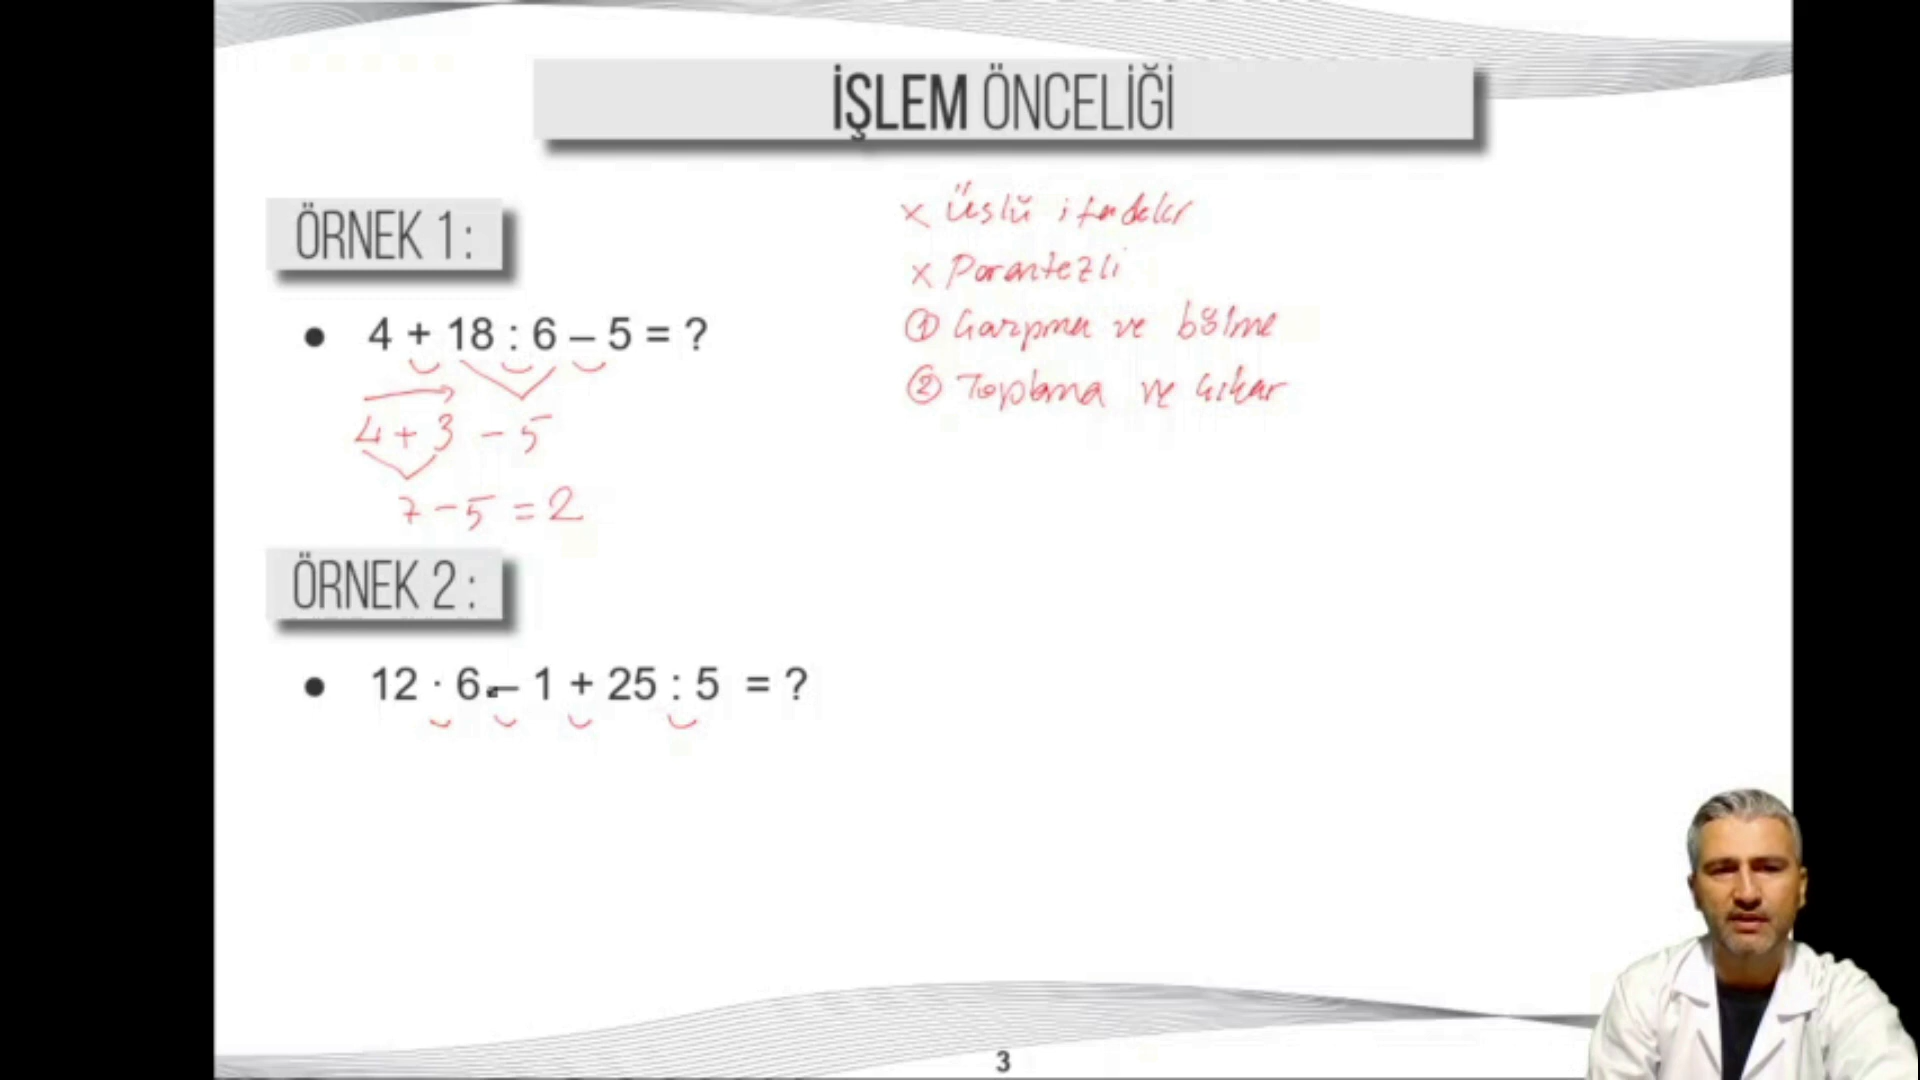 İŞLEM ÖNCELİĞİ
ÖRNEK 1 :
● 4 + 18 : 6 – 5 = ?
4 + 3 - 5
7 - 5 = 2
x Üslü ifadeler
x Parantezli
① Çarpma ve bölme
② Toplama ve çıkar
ÖRNEK 2 :
● 12 · 6 – 1 + 25 : 5 = ?
3